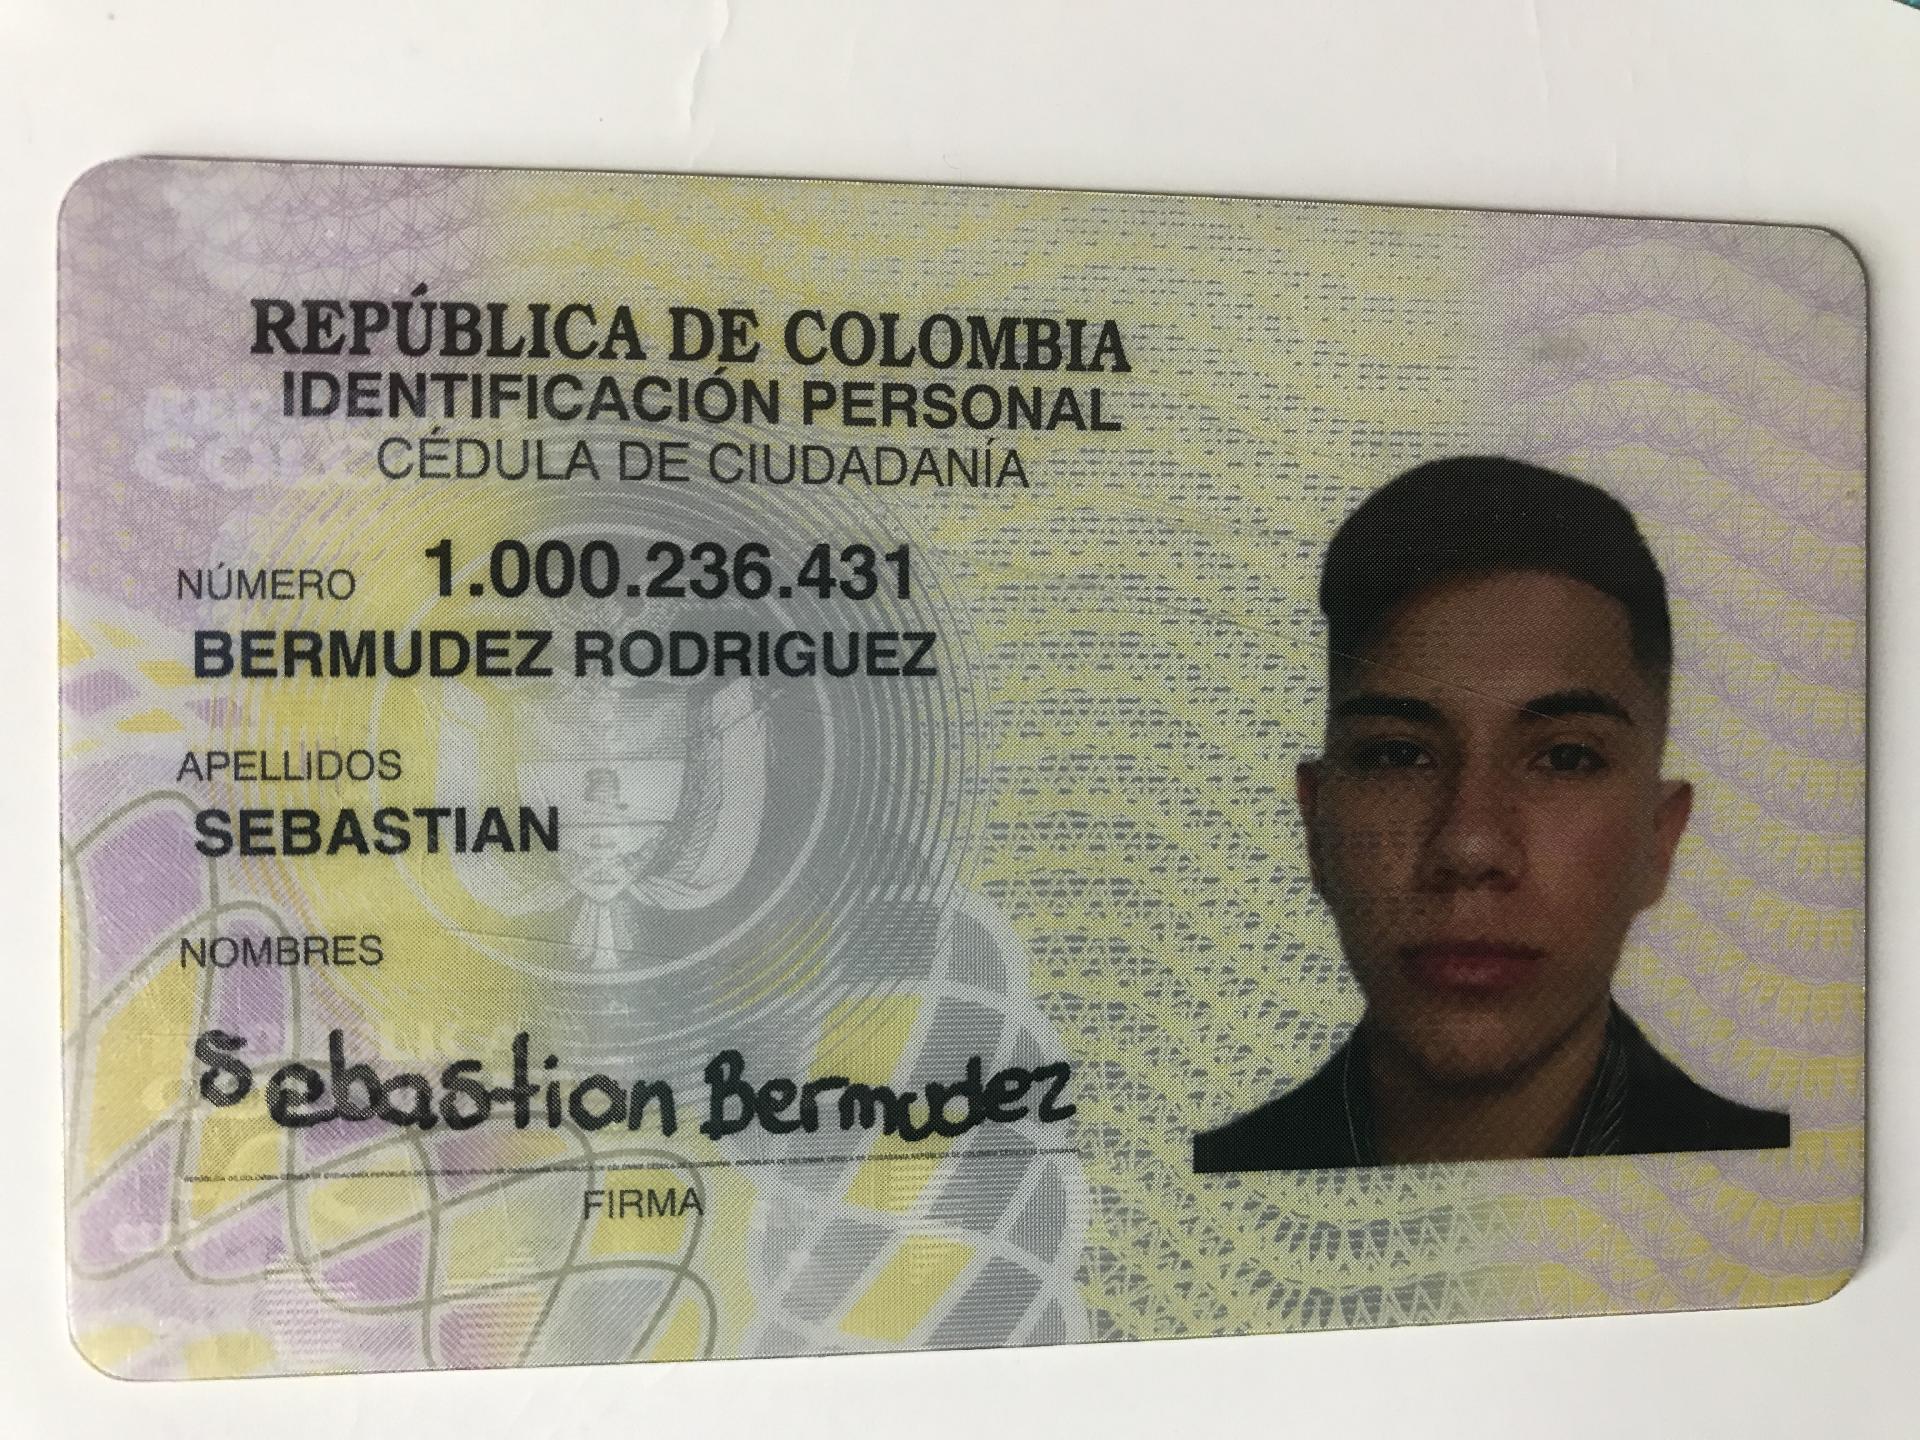 REPÚBLICA DE COLOMBIA
IDENTIFICACIÓN PERSONAL
CÉDULA DE CIUDADANÍA
NÚMERO 1.000.236.431
BERMUDEZ RODRIGUEZ
APELLIDOS
SEBASTIAN
NOMBRES
Sebastian Bermudez
FIRMA